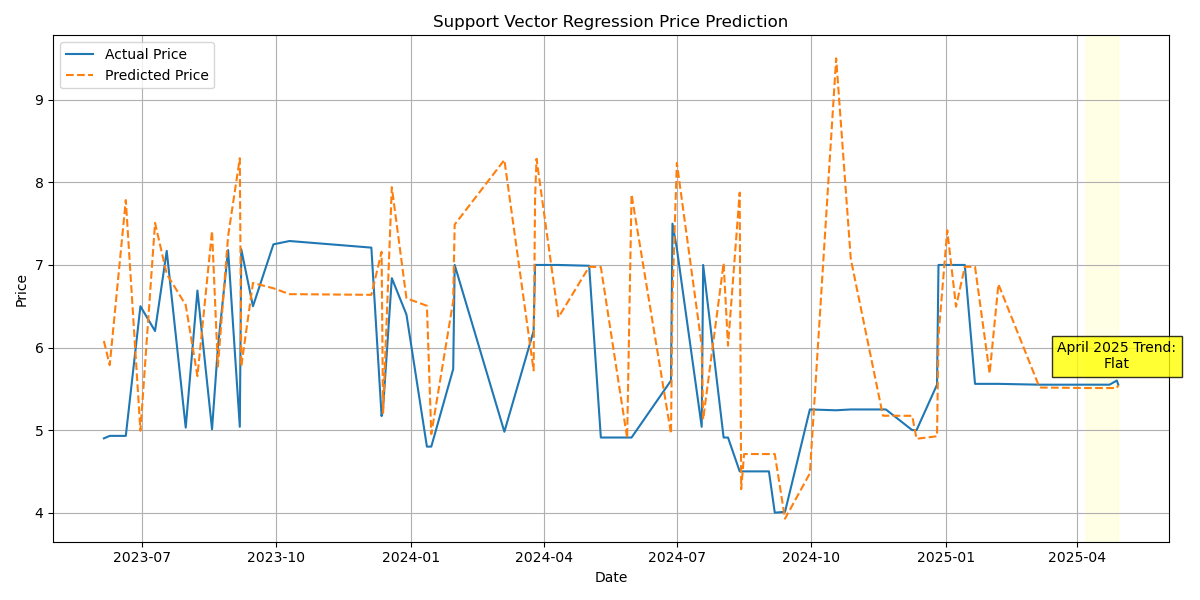 Support Vector Regression Price Prediction
Actual Price
Predicted Price
9
8
7
6
5
4
Price
April 2025 Trend:
Flat
2023-07
2023-10
2024-01
2024-04
2024-07
2024-10
2025-01
2025-04
Date